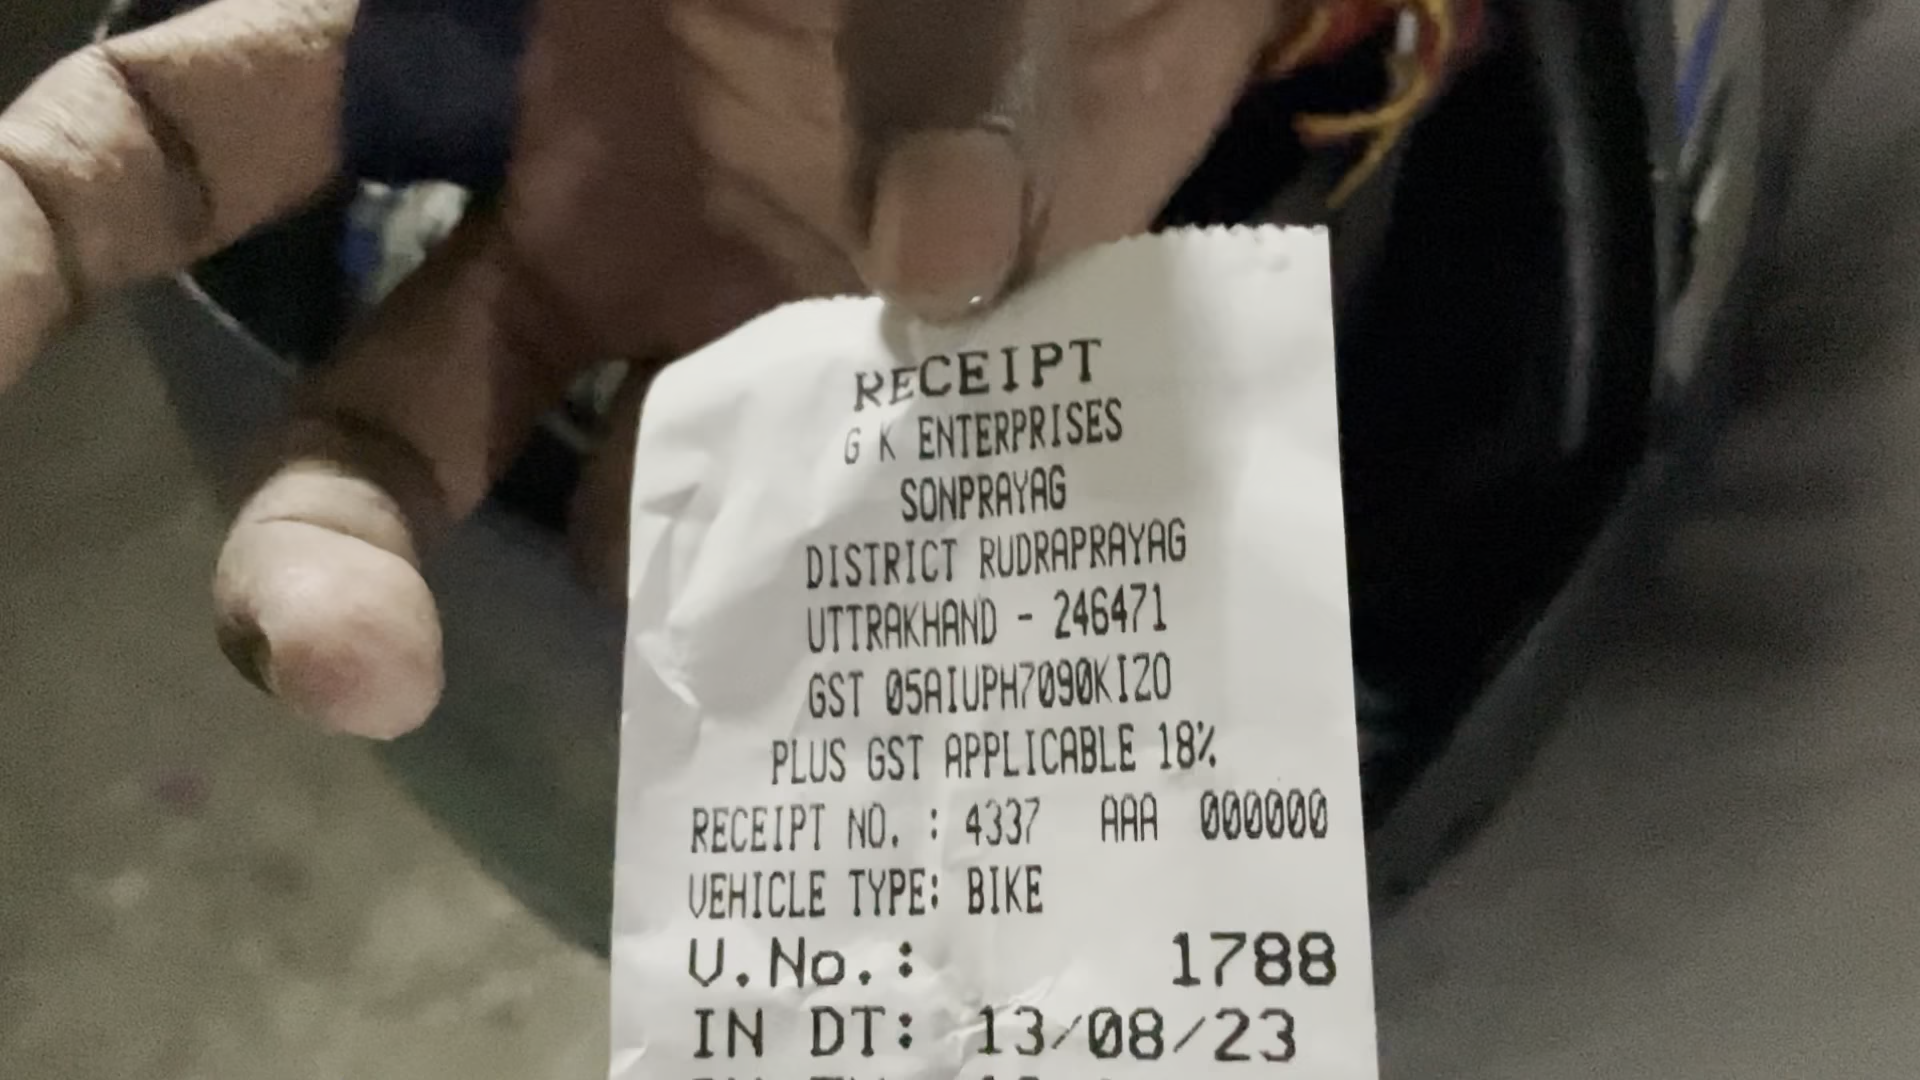 RECEIPT
G K ENTERPRISES
SONPRAYAG
DISTRICT RUDRAPRAYAG
UTTRAKHAND - 246471
GST 05AIUPH7090KIZO
PLUS GST APPLICABLE 18%
RECEIPT NO. : 4337 AAA 000000
VEHICLE TYPE: BIKE
V.No.: 1788
IN DT: 13/08/23